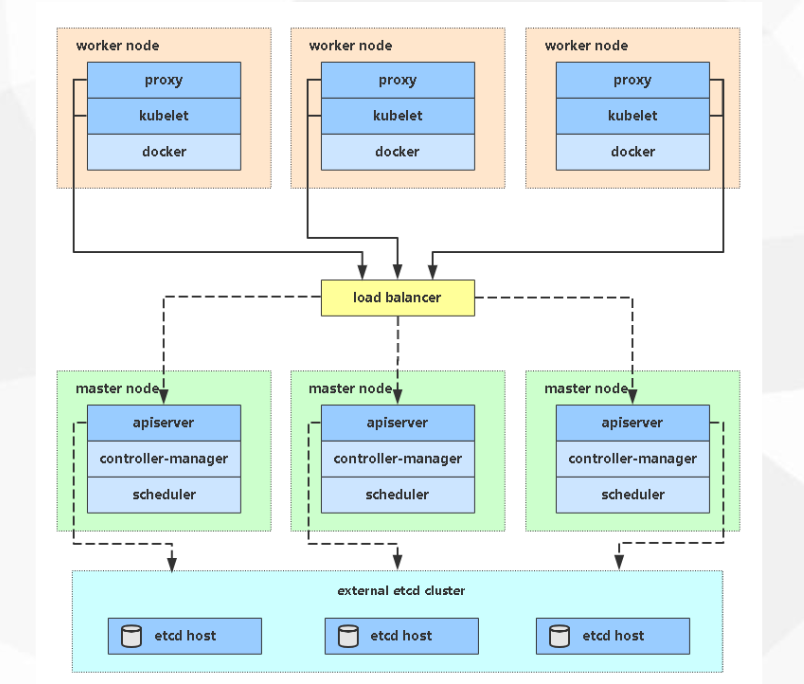 worker node
proxy
kubelet
docker
worker node
proxy
kubelet
docker
worker node
proxy
kubelet
docker
load balancer
master node
apiserver
controller-manager
scheduler
master node
apiserver
controller-manager
scheduler
master node
apiserver
controller-manager
scheduler
external etcd cluster
etcd host
etcd host
etcd host